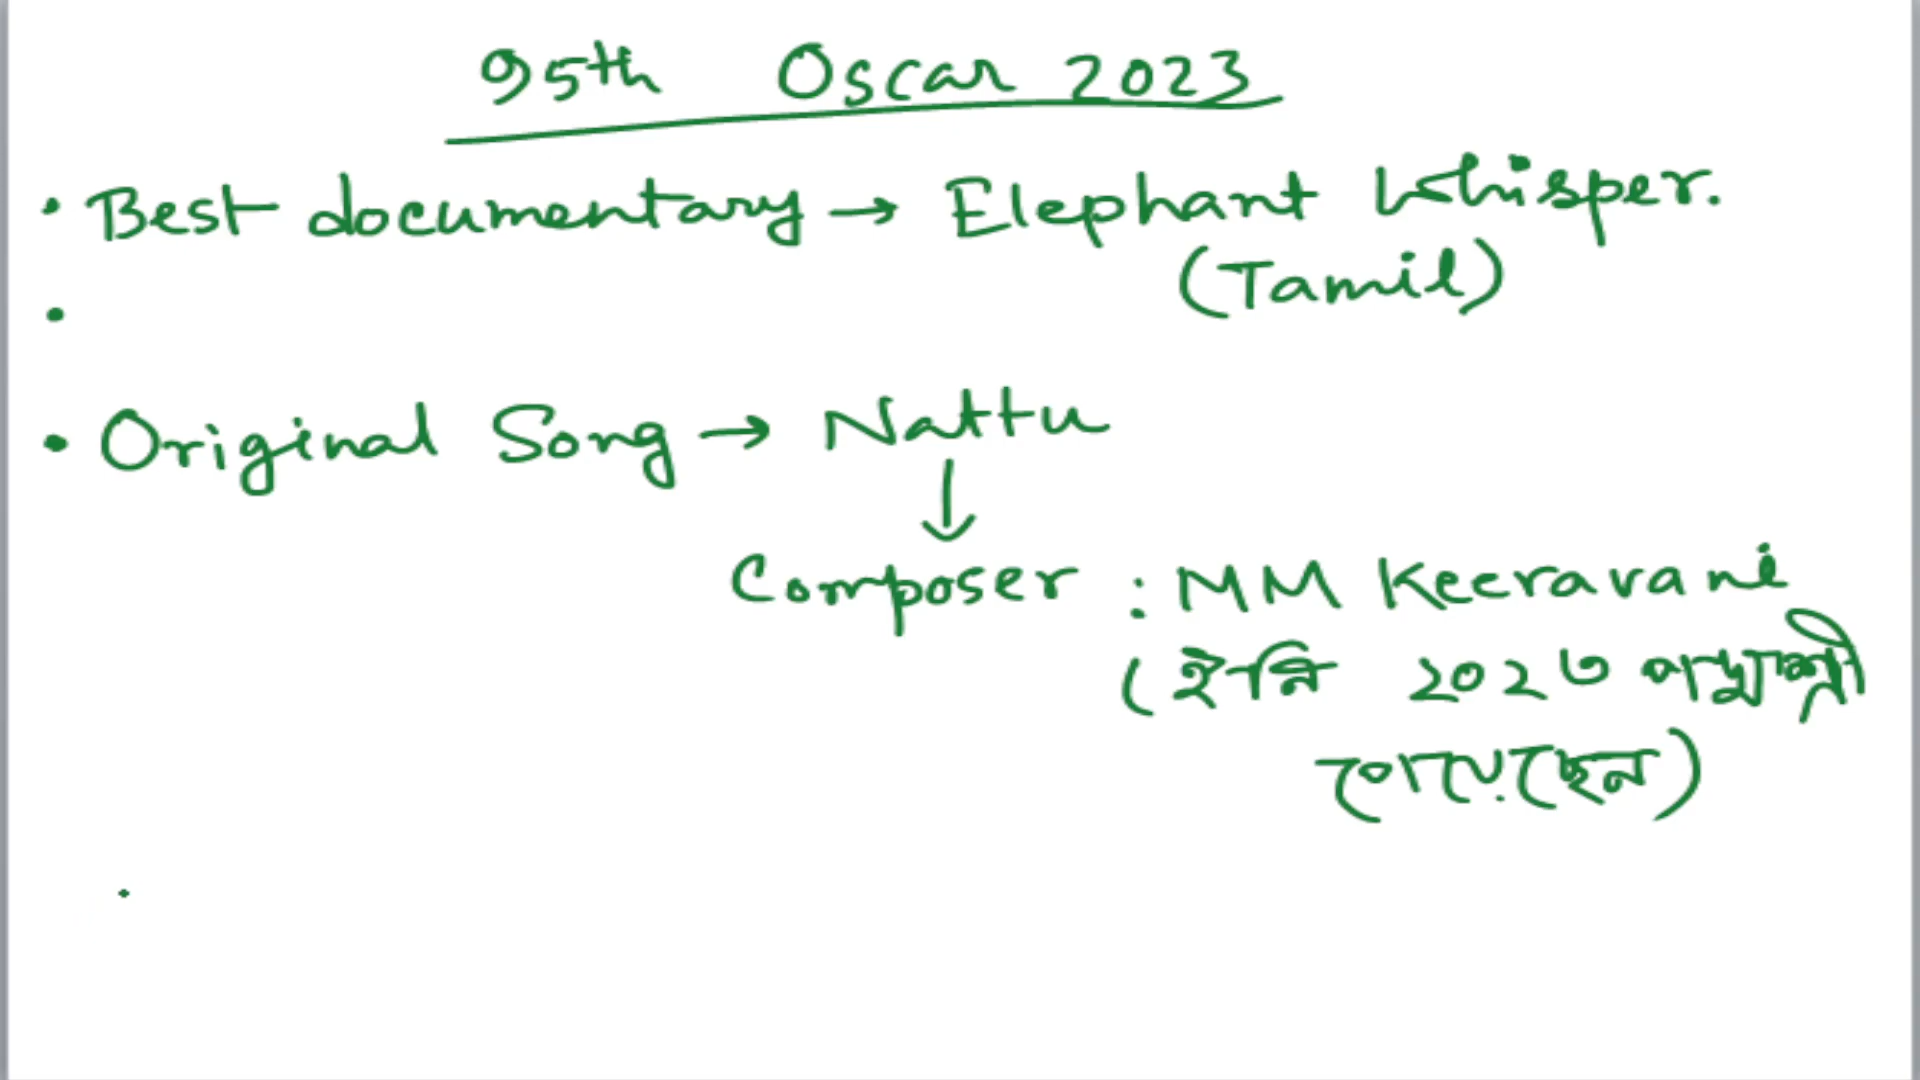 95th Oscar 2023
• Best documentary → Elephant Whisper.
(Tamil)
•
• Original Song → Nattu
↓
Composer : MM Keeravani
(ইনি ২০২৩ পদ্মশ্রী
পেয়েছেন)